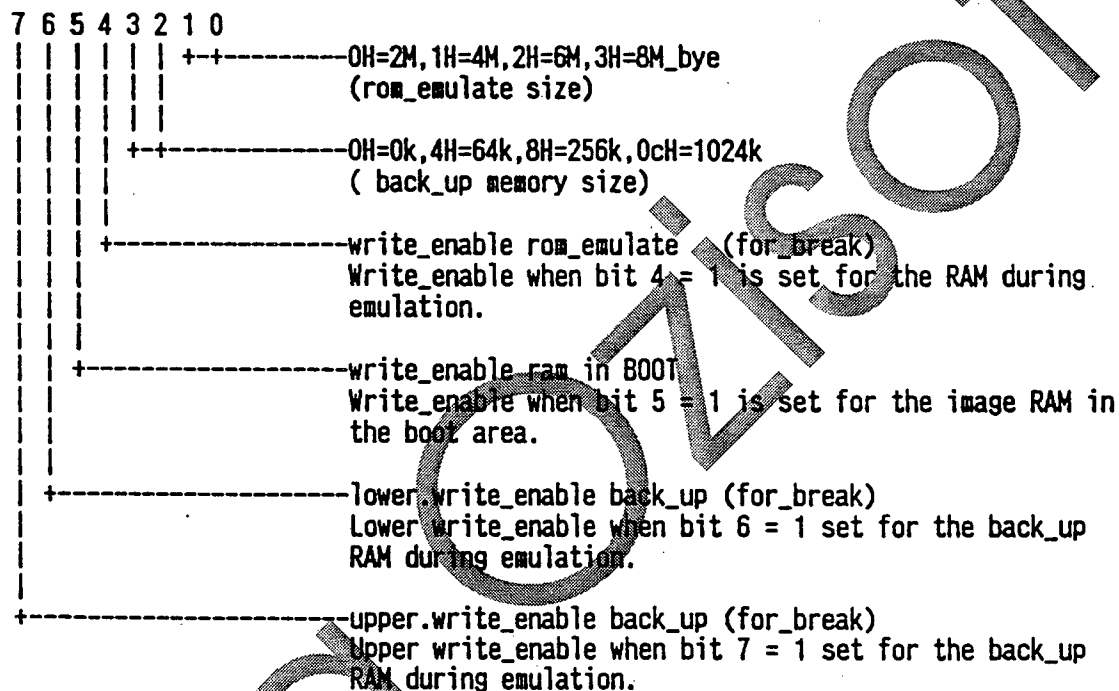 7 6 5 4 3 2 1 0
0H=2M,1H=4M,2H=6M,3H=8M_bye
(rom_emulate size)
0H=0k,4H=64k,8H=256k,0cH=1024k
( back_up memory size)
write_enable rom_emulate (for_break)
Write_enable when bit 4 = 1 is set for the RAM during
emulation.
write_enable ram in BOOT
Write_enable when bit 5 = 1 is set for the image RAM in
the boot area.
lower.write_enable back_up (for_break)
Lower write_enable when bit 6 = 1 set for the back_up
RAM during emulation.
upper.write_enable back_up (for_break)
Upper write_enable when bit 7 = 1 set for the back_up
RAM during emulation.